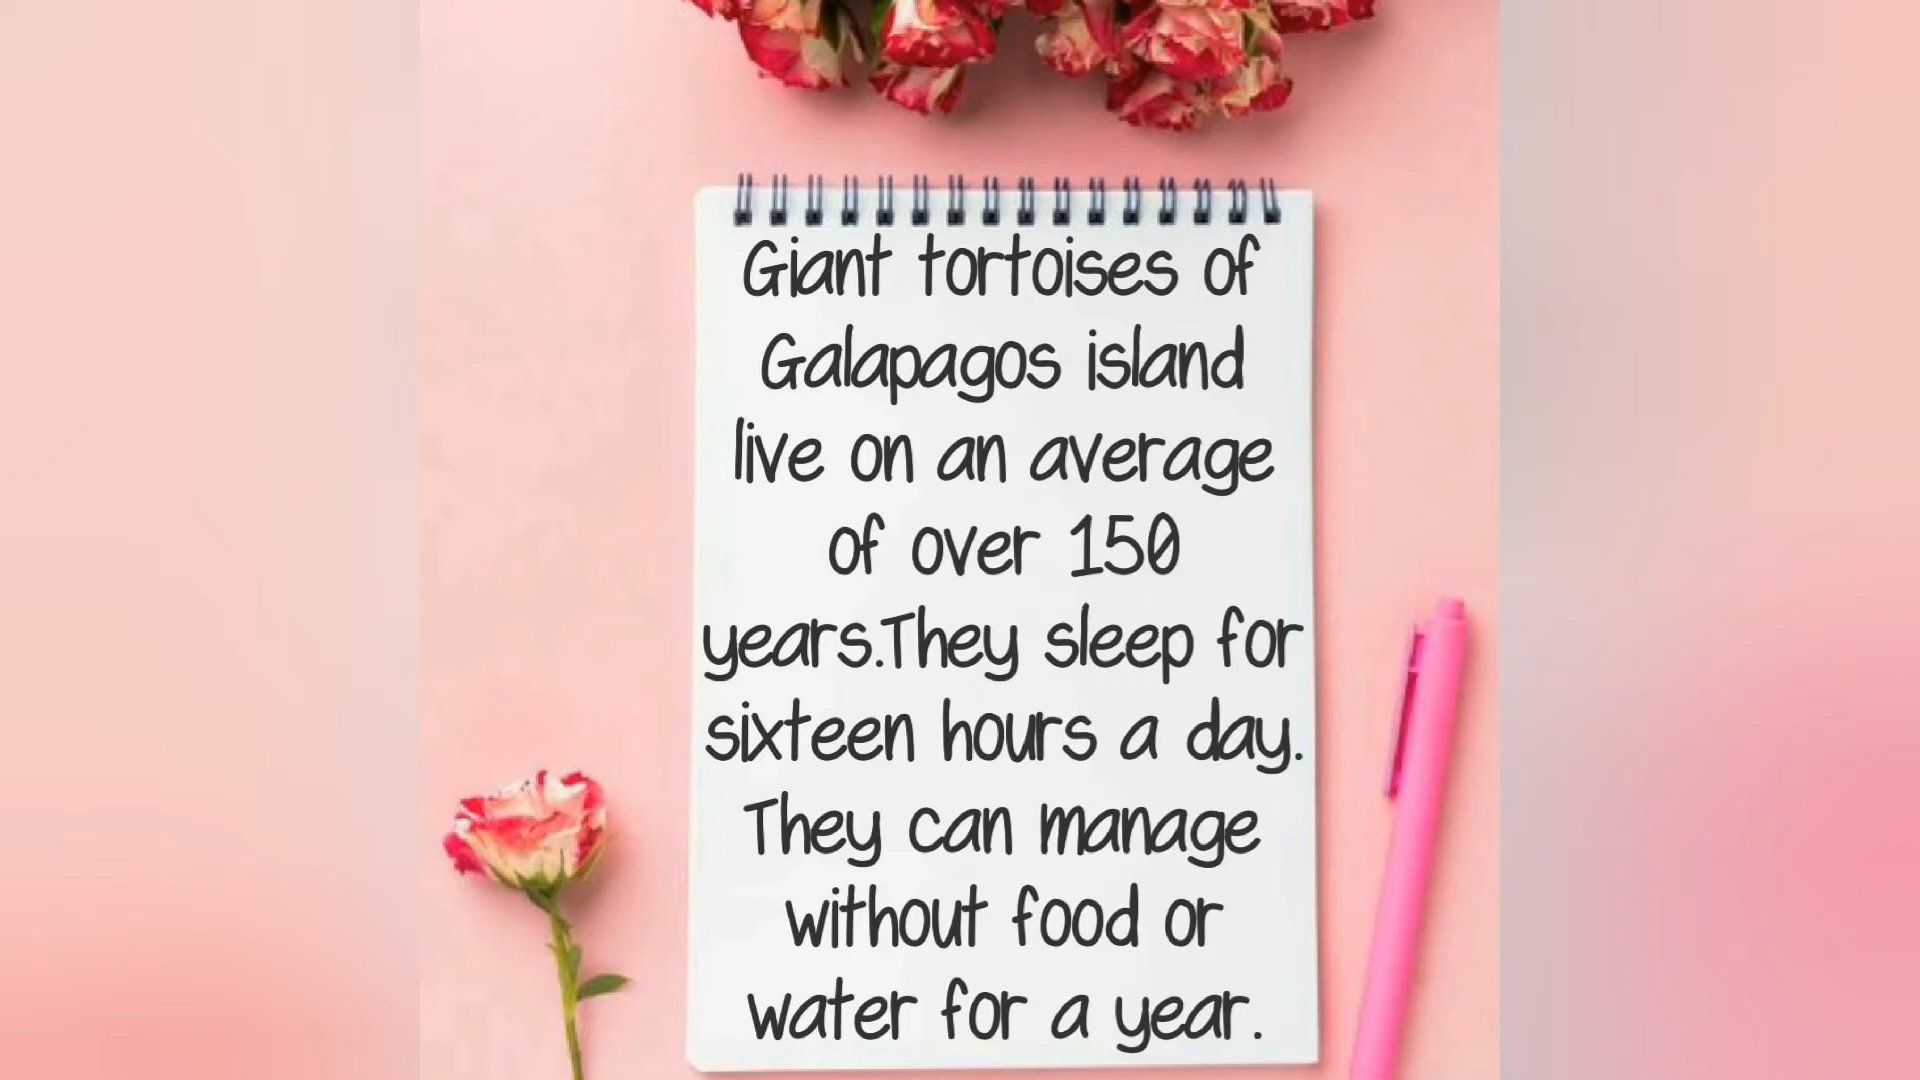 Giant tortoises of
Galapagos island
live on an average
of over 150
years.They sleep for
sixteen hours a day.
They can manage
without food or
water for a year.